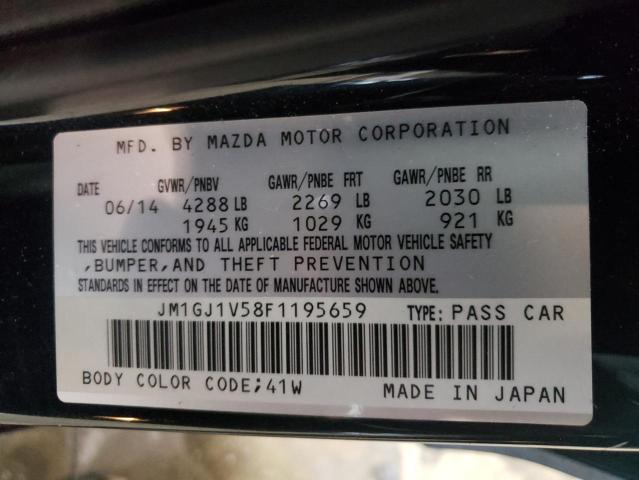 MFD. BY MAZDA MOTOR CORPORATION
DATE GVWR/PNBV GAWR/PNBE FRT GAWR/PNBE RR
06/14 4288 LB 2269 LB 2030 LB
1945 KG 1029 KG 921 KG
THIS VEHICLE CONFORMS TO ALL APPLICABLE FEDERAL MOTOR VEHICLE SAFETY
,BUMPER,AND THEFT PREVENTION
STANDARDS IN EFFECT ON THE DATE OF MANUFACTURE SHOWN ABOVE.
JM1GJ1V58F1195659 TYPE: PASS CAR
BODY COLOR CODE;41W MADE IN JAPAN